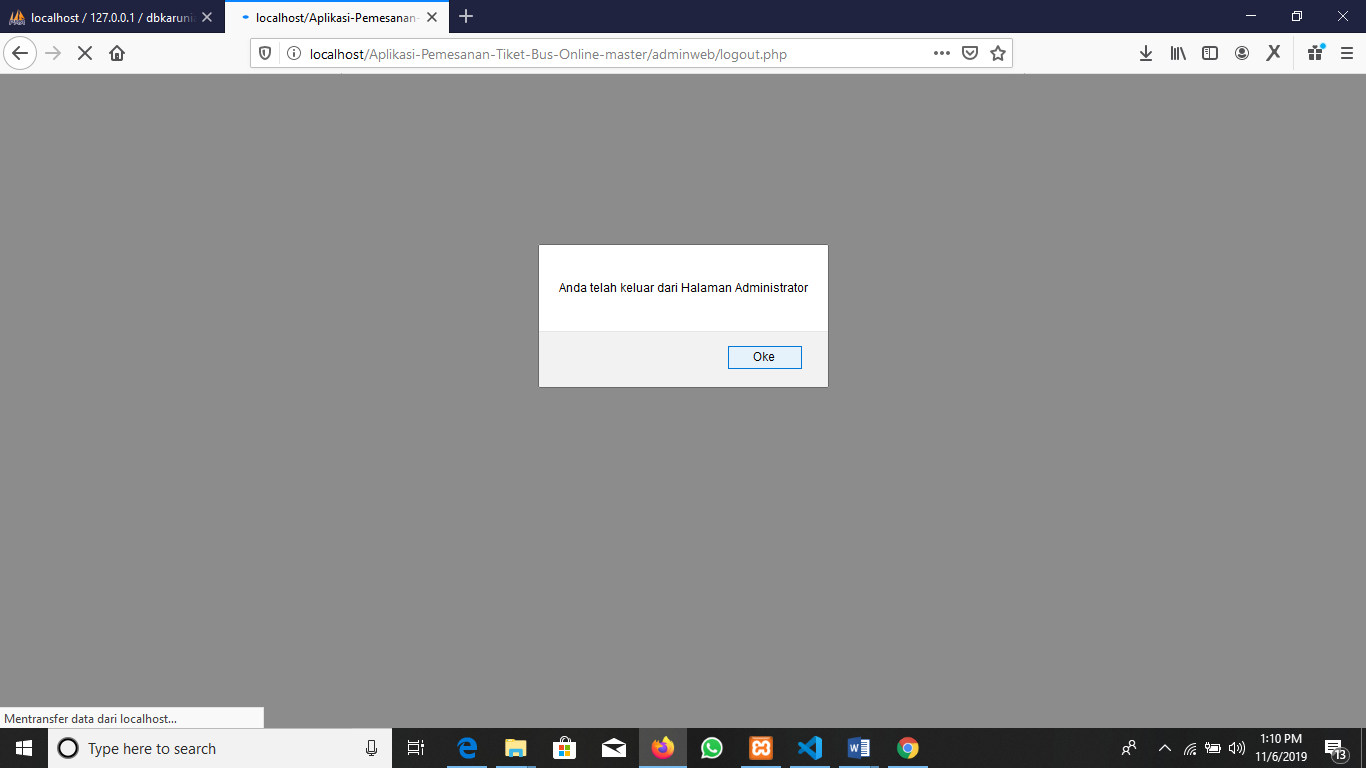 localhost / 127.0.0.1 / dbkaruni
localhost/Aplikasi-Pemesanan-
localhost/Aplikasi-Pemesanan-Tiket-Bus-Online-master/adminweb/logout.php
Anda telah keluar dari Halaman Administrator
Oke
Mentransfer data dari localhost...
Type here to search
1:10 PM
11/6/2019
13